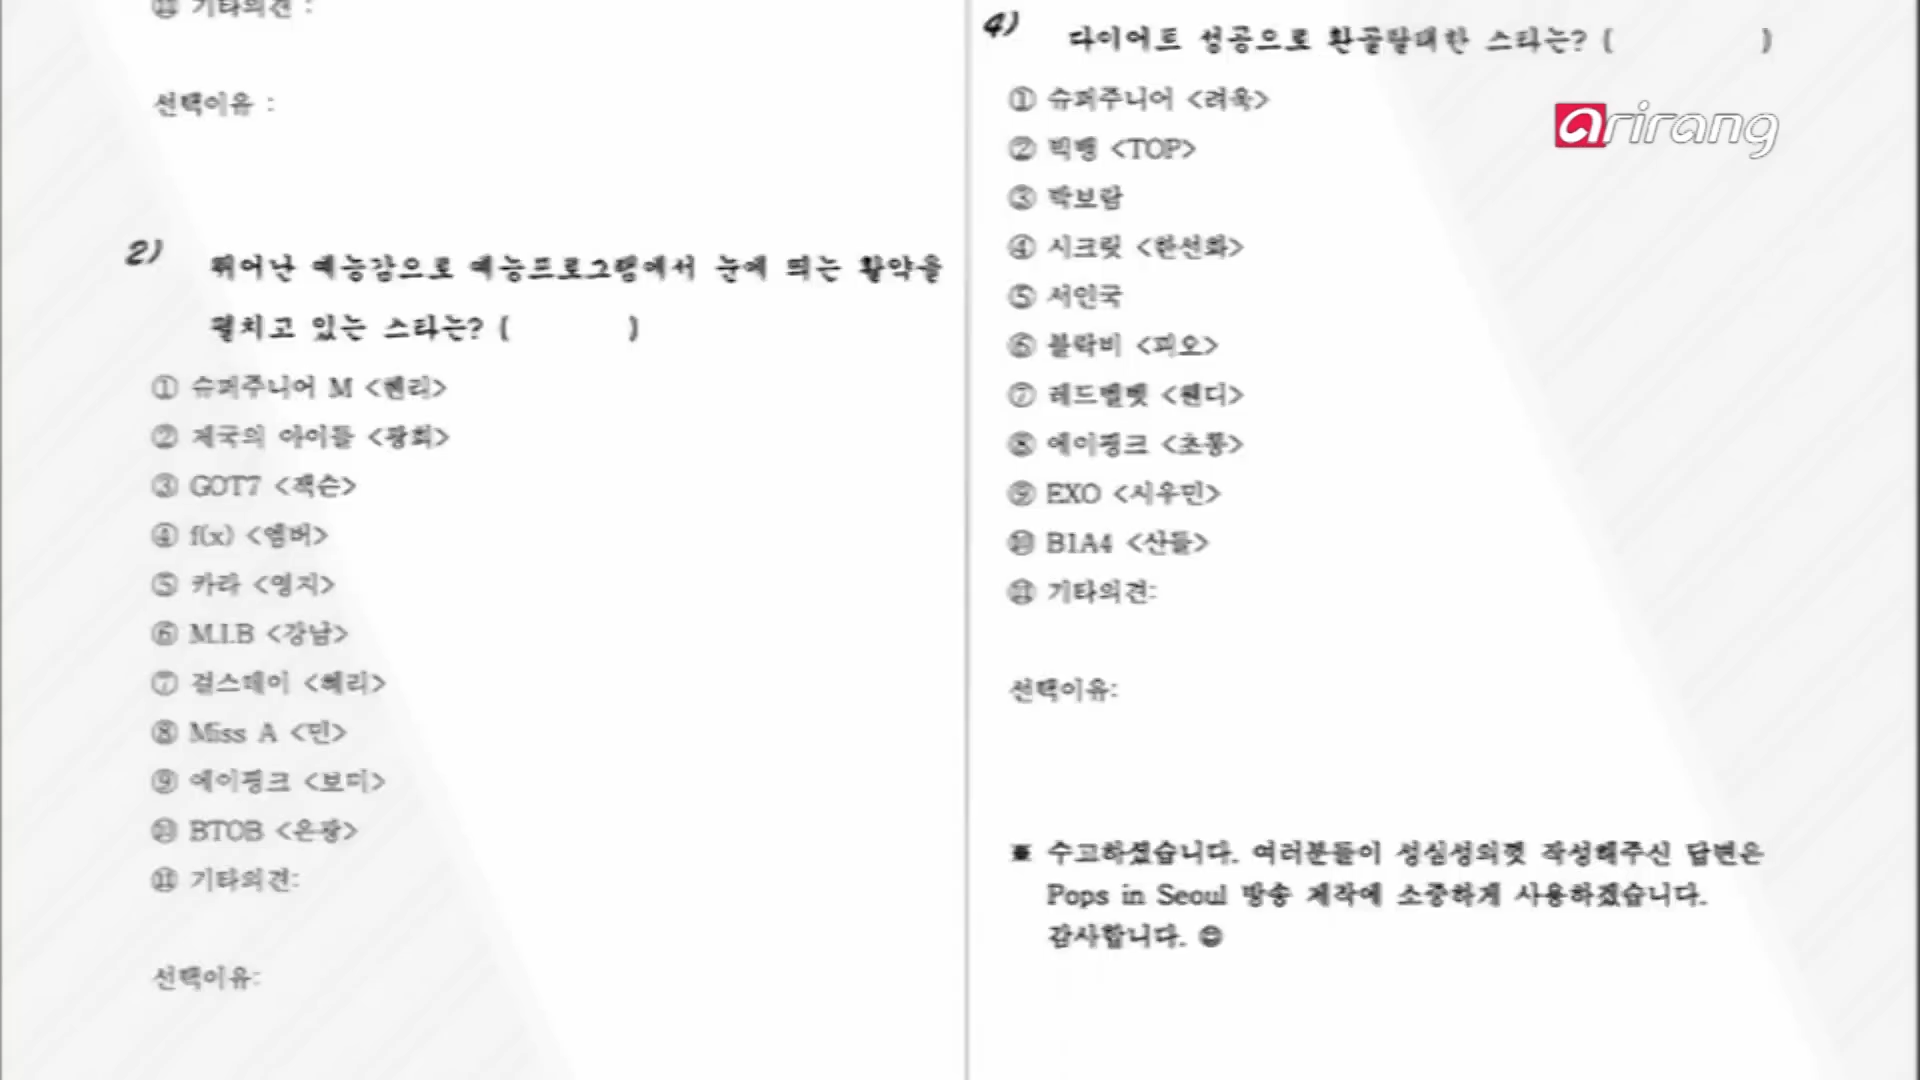 ⑪ 기타의견 :
선택이유 :
2) 뛰어난 예능감으로 예능프로그램에서 눈에 띄는 활약을
펼치고 있는 스타는? ( )
① 슈퍼주니어 M <헨리>
② 제국의 아이들 <광희>
③ GOT7 <잭슨>
④ f(x) <엠버>
⑤ 카라 <영지>
⑥ M.I.B <강남>
⑦ 걸스데이 <혜리>
⑧ Miss A <민>
⑨ 에이핑크 <보미>
⑩ BTOB <은광>
⑪ 기타의견:
선택이유:
4) 다이어트 성공으로 환골탈태한 스타는? ( )
① 슈퍼주니어 <려욱>
② 빅뱅 <TOP>
③ 박보람
④ 시크릿 <한선화>
⑤ 서인국
⑥ 블락비 <피오>
⑦ 레드벨벳 <웬디>
⑧ 에이핑크 <초롱>
⑨ EXO <시우민>
⑩ B1A4 <산들>
⑪ 기타의견:
선택이유:
※ 수고하셨습니다. 여러분들이 성심성의껏 작성해주신 답변은
Pops in Seoul 방송 제작에 소중하게 사용하겠습니다.
감사합니다. ☺
arirang